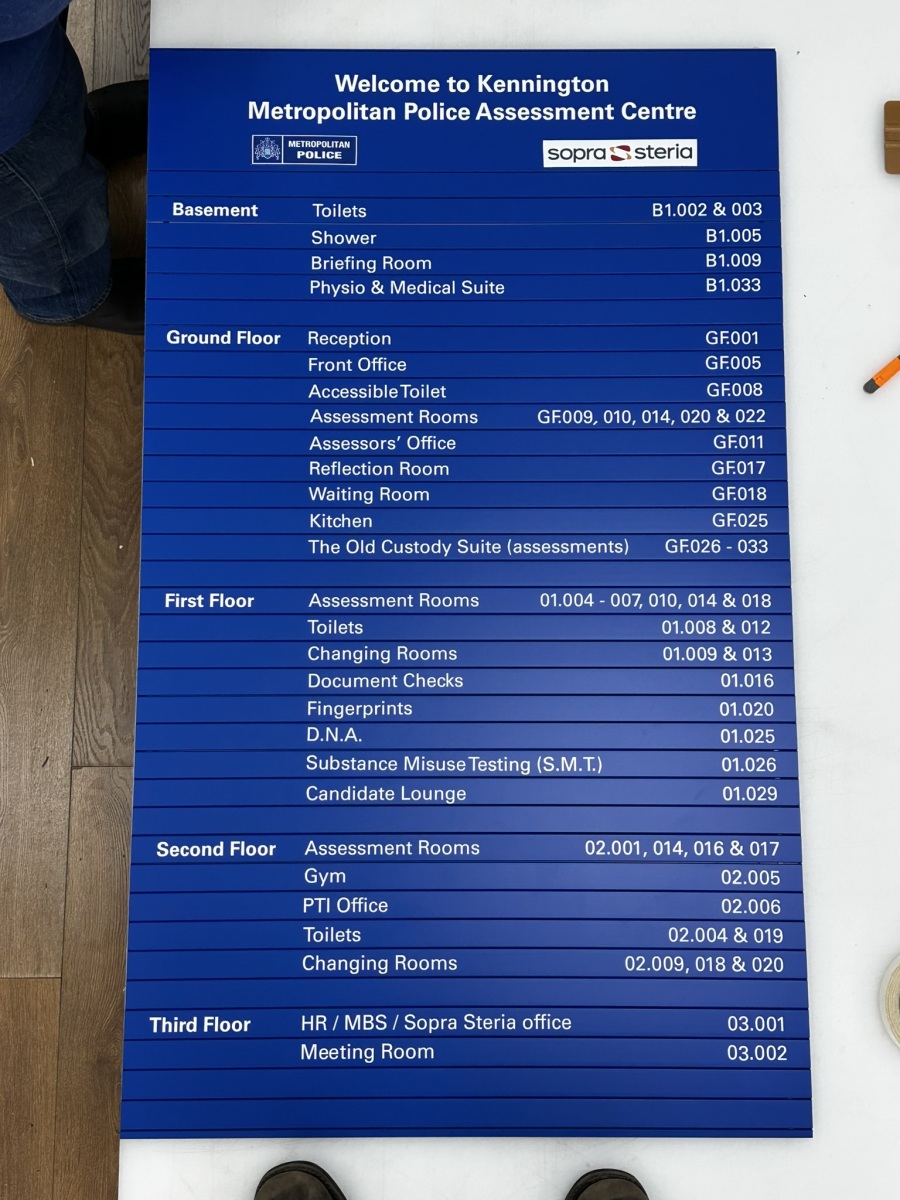 Welcome to Kennington
Metropolitan Police Assessment Centre
METROPOLITAN
POLICE
sopra steria
Basement Toilets B1.002 & 003
Shower B1.005
Briefing Room B1.009
Physio & Medical Suite B1.033
Ground Floor Reception GF.001
Front Office GF.005
Accessible Toilet GF.008
Assessment Rooms GF.009, 010, 014, 020 & 022
Assessors’ Office GF.011
Reflection Room GF.017
Waiting Room GF.018
Kitchen GF.025
The Old Custody Suite (assessments) GF.026 - 033
First Floor Assessment Rooms 01.004 - 007, 010, 014 & 018
Toilets 01.008 & 012
Changing Rooms 01.009 & 013
Document Checks 01.016
Fingerprints 01.020
D.N.A. 01.025
Substance Misuse Testing (S.M.T.) 01.026
Candidate Lounge 01.029
Second Floor Assessment Rooms 02.001, 014, 016 & 017
Gym 02.005
PTI Office 02.006
Toilets 02.004 & 019
Changing Rooms 02.009, 018 & 020
Third Floor HR / MBS / Sopra Steria office 03.001
Meeting Room 03.002